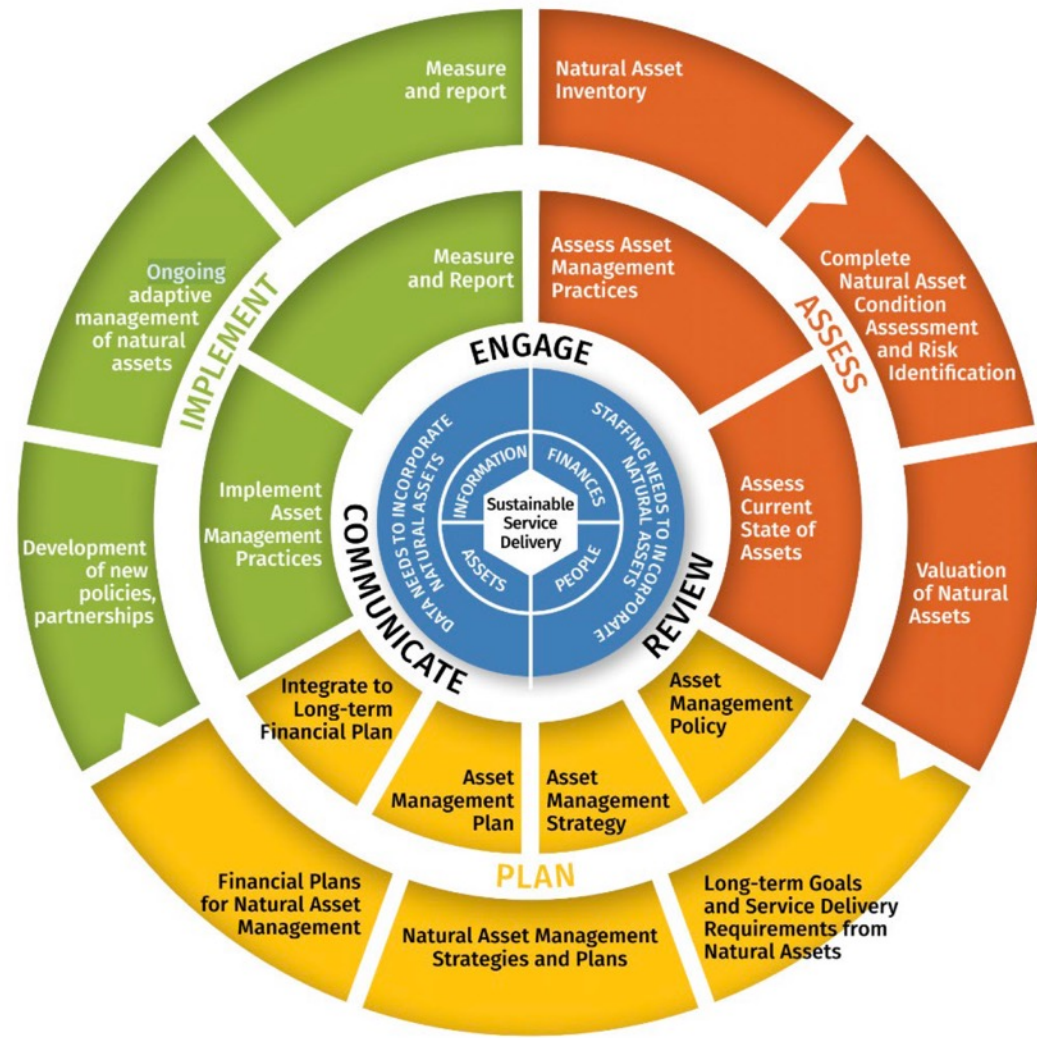 Measure
and report
Natural Asset
Inventory
Complete
Natural Asset
Condition
Assessment
and Risk
Identification
Valuation
of Natural
Assets
Long-term Goals
and Service Delivery
Requirements from
Natural Assets
Natural Asset Management
Strategies and Plans
Financial Plans
for Natural Asset
Management
Development
of new
policies,
partnerships
Ongoing
adaptive
management
of natural
assets
IMPLEMENT
ASSESS
PLAN
Measure
and Report
Assess Asset
Management
Practices
Assess
Current
State of
Assets
Asset
Management
Policy
Asset
Management
Strategy
Asset
Management
Plan
Integrate to
Long-term
Financial Plan
Implement
Asset
Management
Practices
ENGAGE
REVIEW
COMMUNICATE
DATA NEEDS TO INCORPORATE
NATURAL ASSETS
STAFFING NEEDS TO INCORPORATE
NATURAL ASSETS
INFORMATION
FINANCES
PEOPLE
ASSETS
Sustainable
Service
Delivery